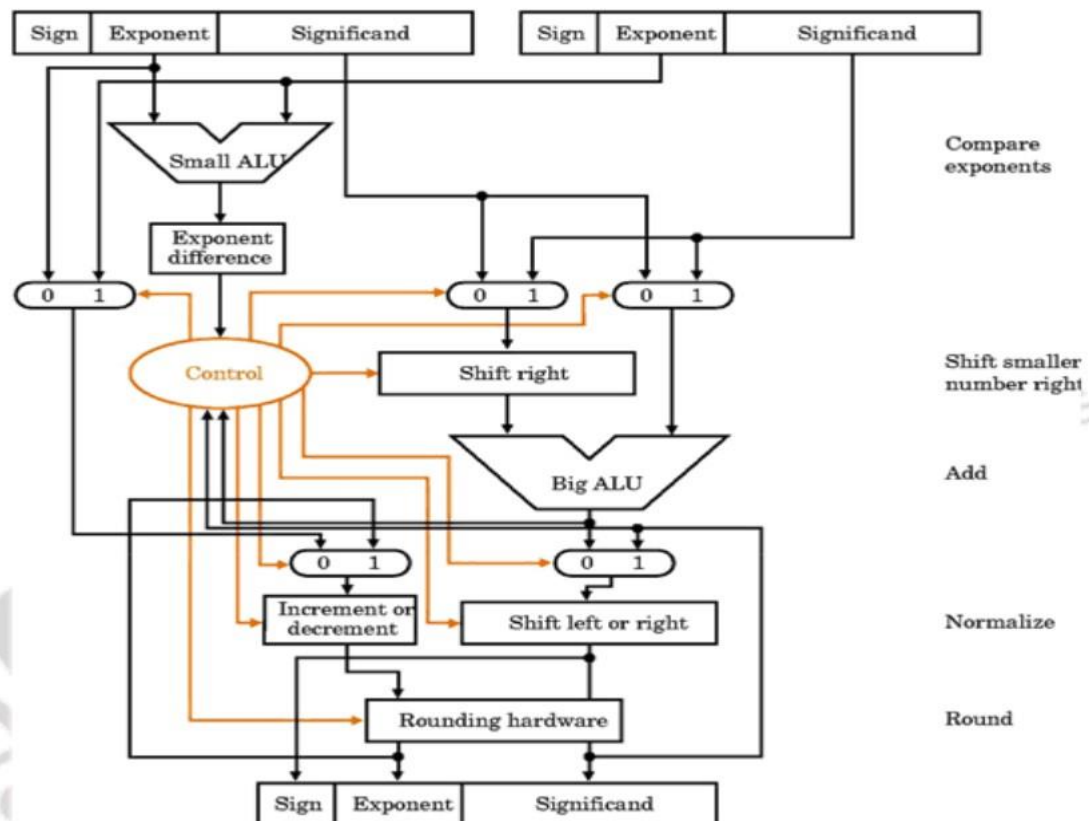 Sign Exponent Significand Sign Exponent Significand
Small ALU
Compare
exponents
Exponent
difference
0 1 0 1 0 1
Control
Shift right
Shift smaller
number right
Big ALU
Add
0 1 0 1
Increment or
decrement
Shift left or right
Normalize
Rounding hardware
Round
Sign Exponent Significand